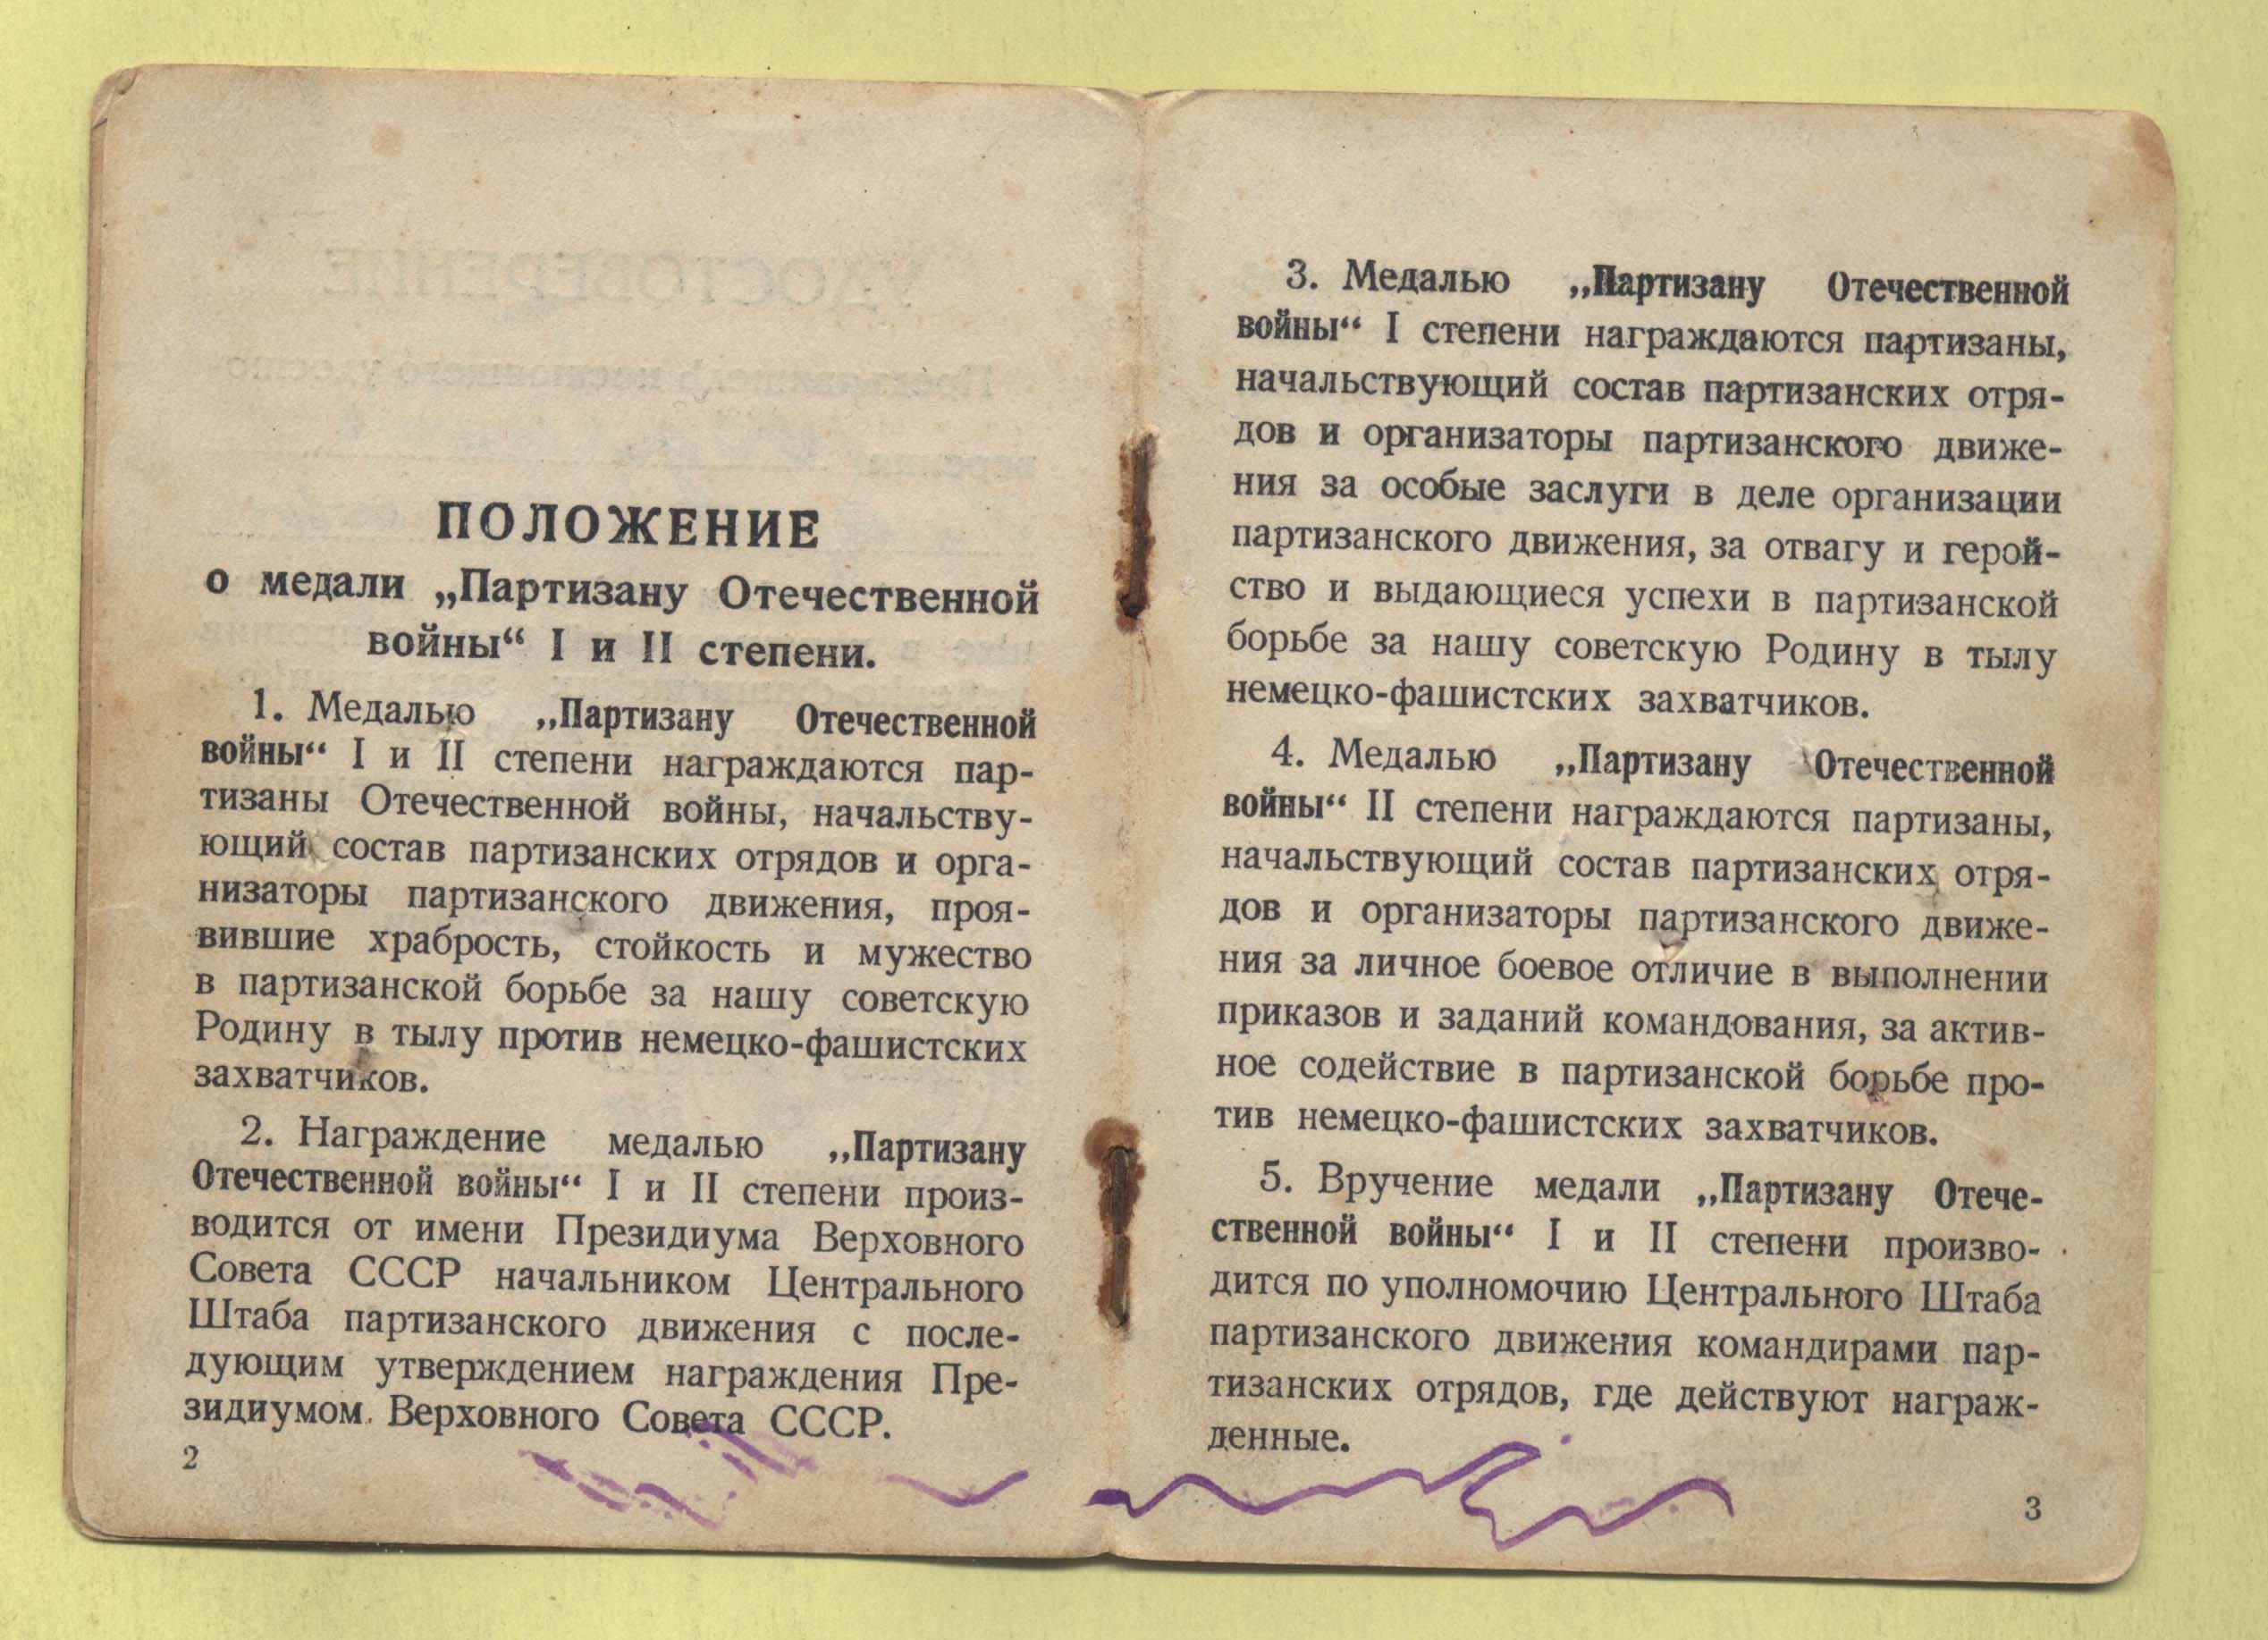 ПОЛОЖЕНИЕ
о медали „Партизану Отечественной
войны“ I и II степени.
1. Медалью „Партизану Отечественной
войны“ I и II степени награждаются пар-
тизаны Отечественной войны, начальству-
ющий состав партизанских отрядов и орга-
низаторы партизанского движения, проя-
вившие храбрость, стойкость и мужество
в партизанской борьбе за нашу советскую
Родину в тылу против немецко-фашистских
захватчиков.
2. Награждение медалью „Партизану
Отечественной войны“ I и II степени произ-
водится от имени Президиума Верховного
Совета СССР начальником Центрального
Штаба партизанского движения с после-
дующим утверждением награждения Пре-
зидиумом Верховного Совета СССР.
2
3. Медалью „Партизану Отечественной
войны“ I степени награждаются партизаны,
начальствующий состав партизанских отря-
дов и организаторы партизанского движе-
ния за особые заслуги в деле организации
партизанского движения, за отвагу и герой-
ство и выдающиеся успехи в партизанской
борьбе за нашу советскую Родину в тылу
немецко-фашистских захватчиков.
4. Медалью „Партизану Отечественной
войны“ II степени награждаются партизаны,
начальствующий состав партизанских отря-
дов и организаторы партизанского движе-
ния за личное боевое отличие в выполнении
приказов и заданий командования, за актив-
ное содействие в партизанской борьбе про-
тив немецко-фашистских захватчиков.
5. Вручение медали „Партизану Отече-
ственной войны“ I и II степени произво-
дится по уполномочию Центрального Штаба
партизанского движения командирами пар-
тизанских отрядов, где действуют награж-
денные.
3